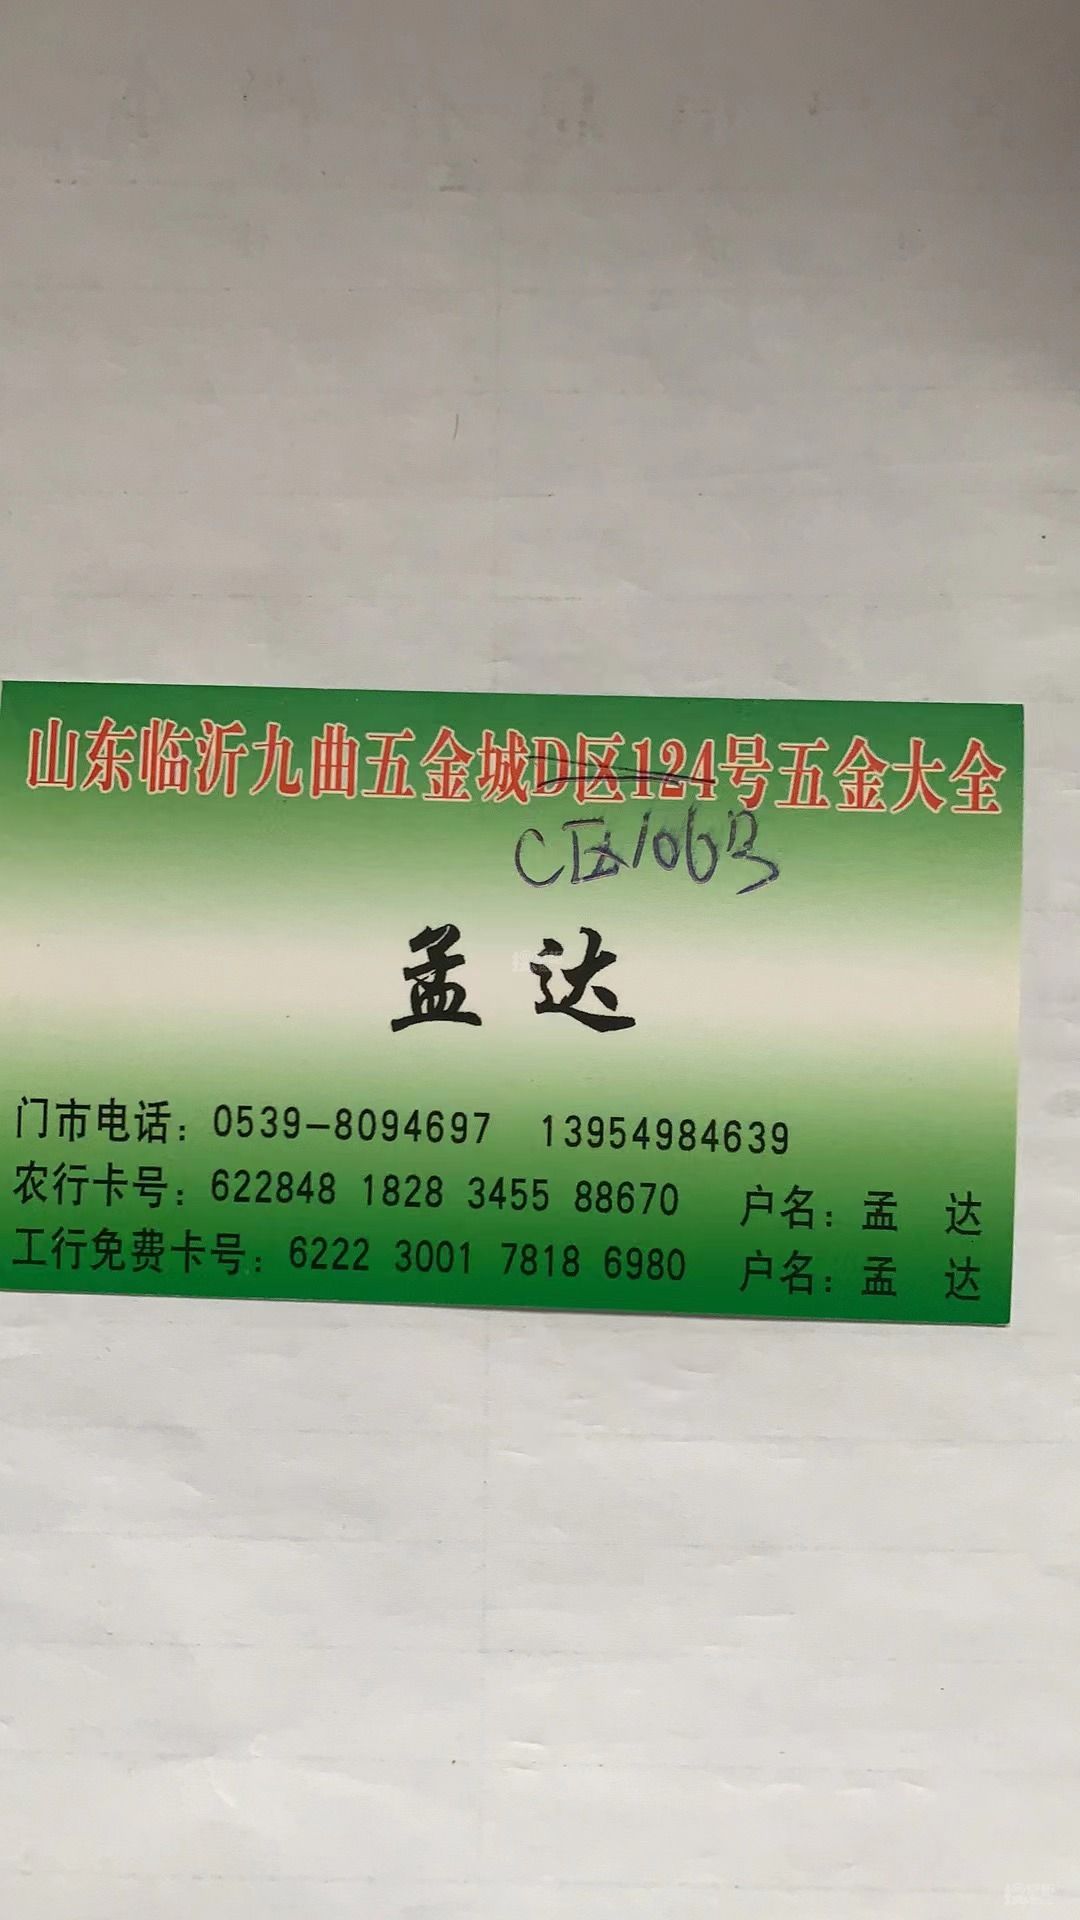 山东临沂九曲五金城D区124号五金大全
C区106号
孟达
门市电话：0539-8094697 13954984639
农行卡号：622848 1828 3455 88670 户名：孟 达
工行免费卡号：6222 3001 7818 6980 户名：孟 达